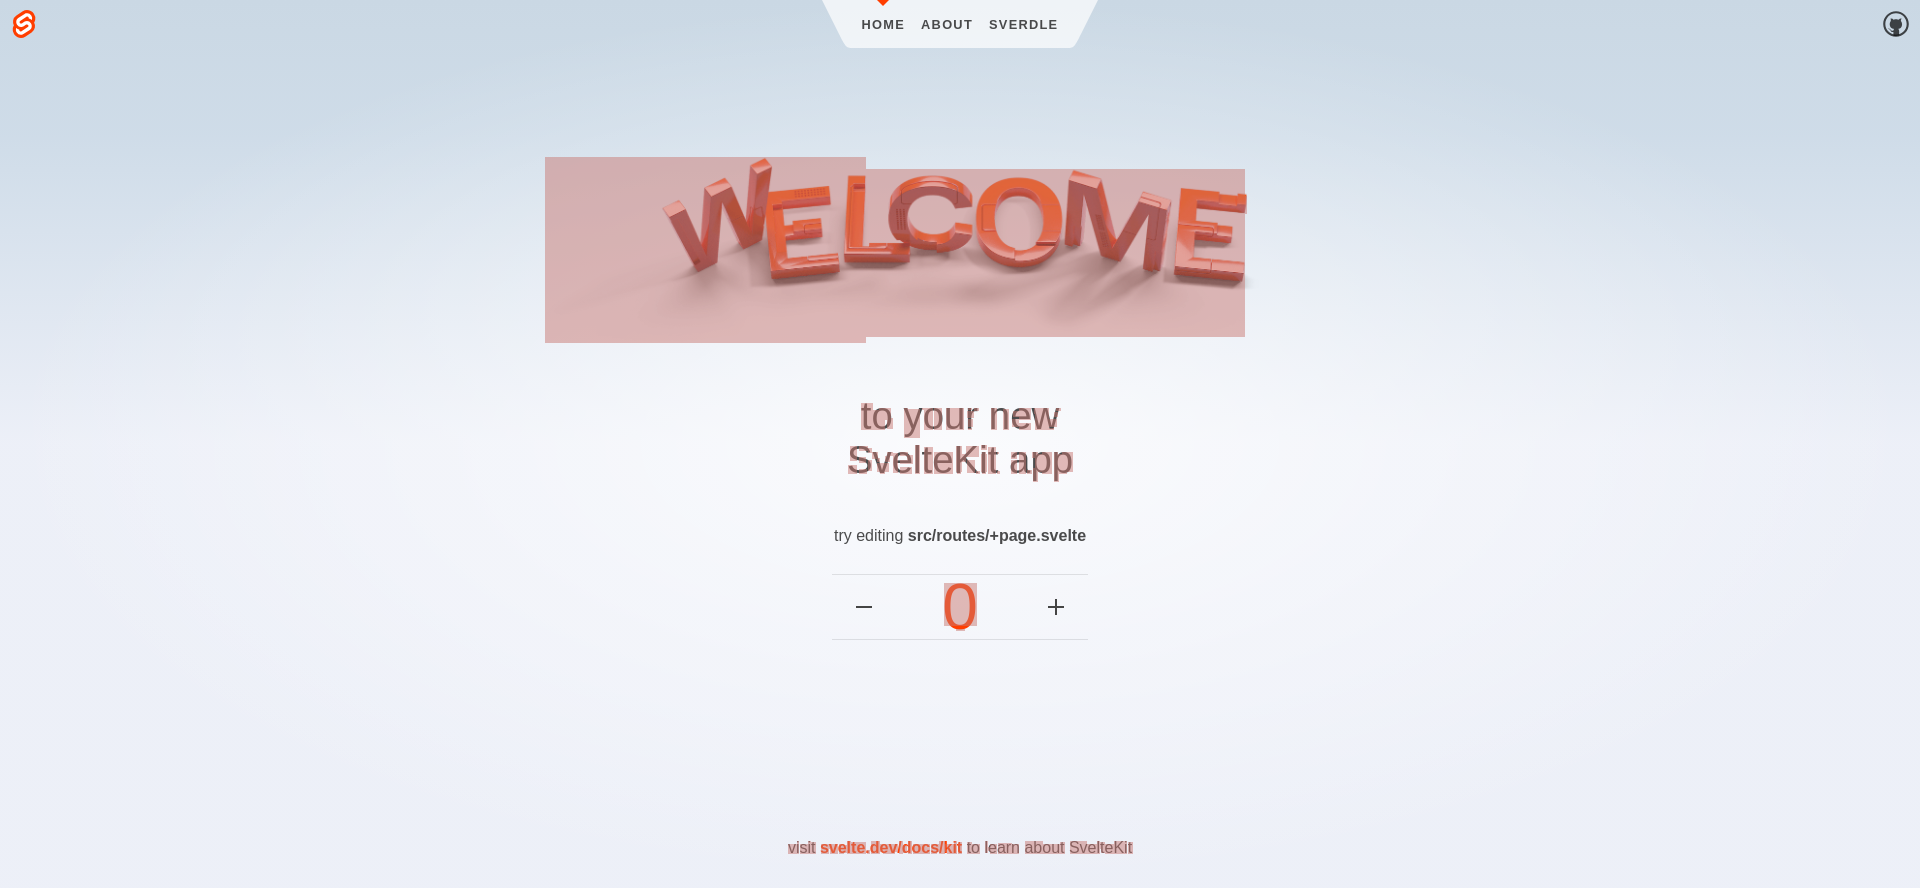 HOME ABOUT SVERDLE
WELCOME
to your new
SvelteKit app
try editing src/routes/+page.svelte
0
visit svelte.dev/docs/kit to learn about SvelteKit